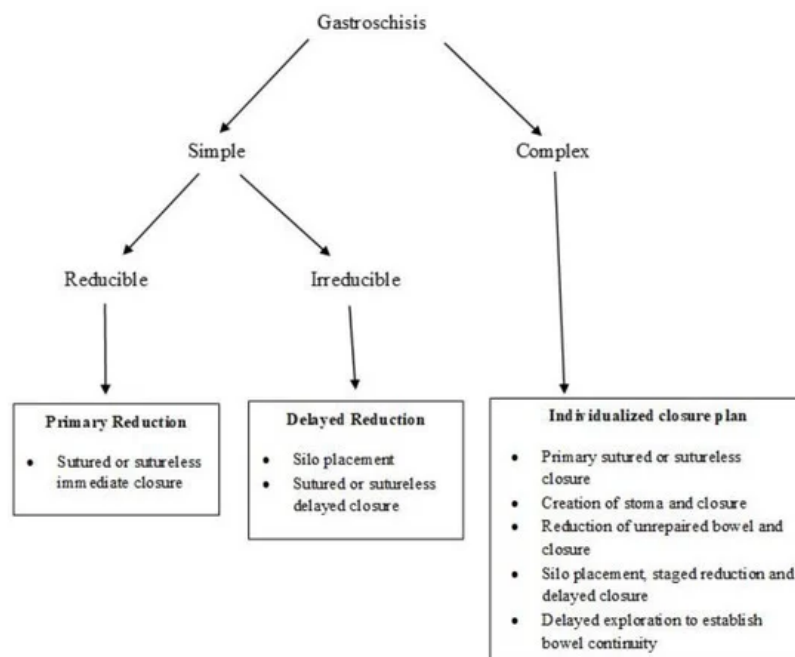 Gastroschisis
Simple
Complex
Reducible
Irreducible
Primary Reduction
• Sutured or sutureless
immediate closure
Delayed Reduction
• Silo placement
• Sutured or sutureless
delayed closure
Individualized closure plan
• Primary sutured or sutureless
closure
• Creation of stoma and closure
• Reduction of unrepaired bowel and
closure
• Silo placement, staged reduction and
delayed closure
• Delayed exploration to establish
bowel continuity